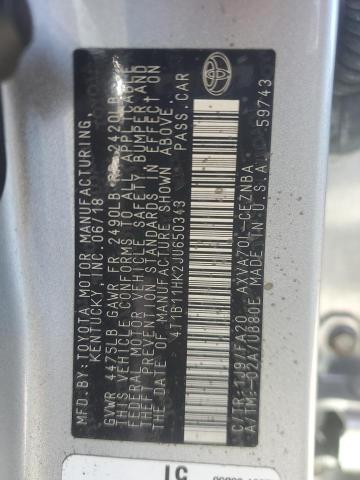 MFD.BY: TOYOTA MOTOR MANUFACTURING,
KENTUCKY, INC. 06/18
GVWR 4475LB GAWR FR 2490LB RR 2420LB
THIS VEHICLE CONFORMS TO ALL APPLICABLE
FEDERAL MOTOR VEHICLE SAFETY, BUMPER, AND
THEFT PREVENTION STANDARDS IN EFFECT ON
THE DATE OF MANUFACTURE SHOWN ABOVE.
4T1B11HK2JU650343 PASS.CAR
C/TR: 1J9//FA20 AXVA70L-CEZNBA
A/TM: -02A/UB80E MADE IN U.S.A.
59743